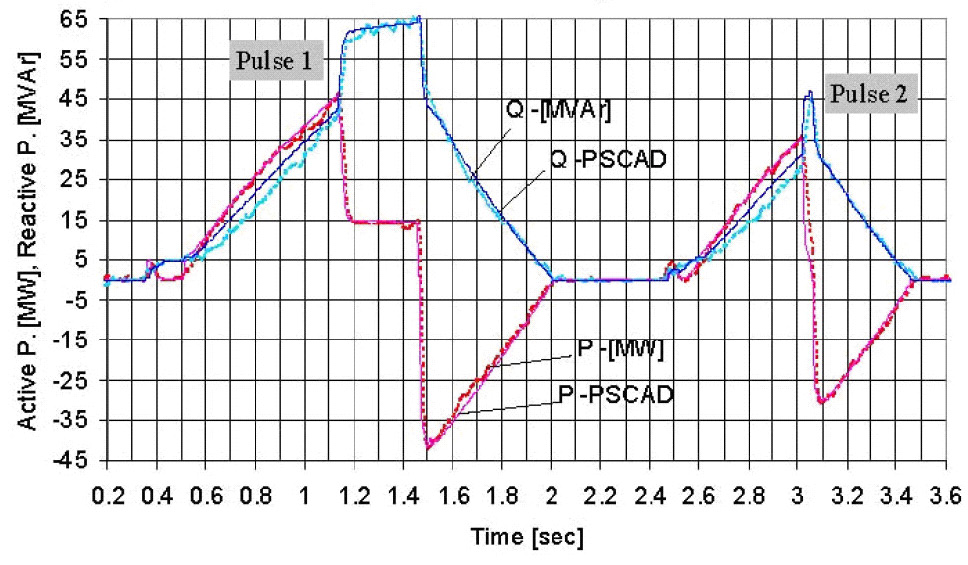 Active P. [MW], Reactive P. [MVAr]
65
55
45
35
25
15
5
-5
-15
-25
-35
-45
Pulse 1
Pulse 2
Q -[MVAr]
Q -PSCAD
P -[MW]
P -PSCAD
0.2 0.4 0.6 0.8 1 1.2 1.4 1.6 1.8 2 2.2 2.4 2.6 2.8 3 3.2 3.4 3.6
Time [sec]